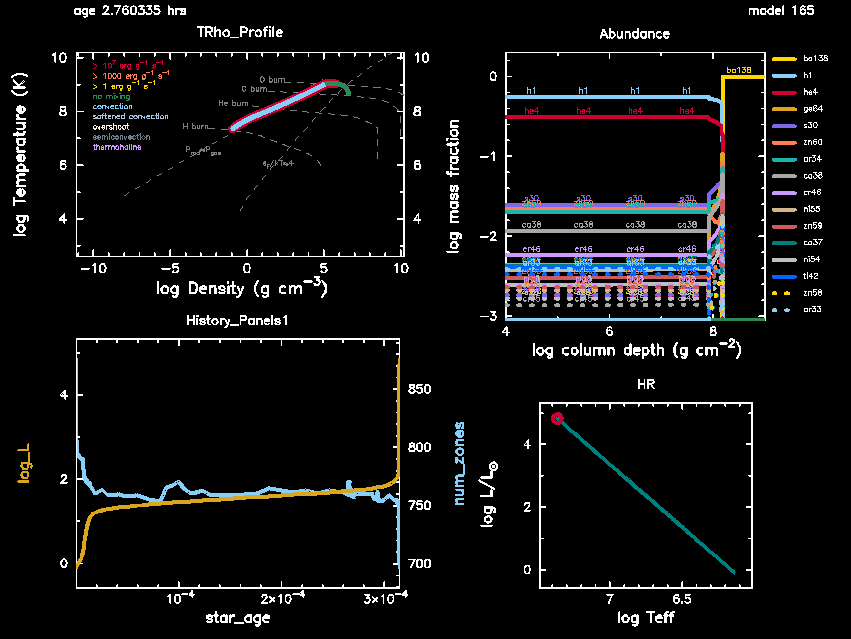 age 2.760335 hrs
model 165
TRho_Profile
> 10⁷ erg g⁻¹ s⁻¹
> 1000 erg g⁻¹ s⁻¹
> 1 erg g⁻¹ s⁻¹
no mixing
convection
softened convection
overshoot
semiconvection
thermohaline
O burn
C burn
He burn
H burn
10
8
6
4
10
8
6
4
−10
−5
0
5
10
log Temperature (K)
log Density (g cm⁻³)
Abundance
h1
h1
h1
h1
he4
he4
he4
he4
ca38
ca38
ca38
ca38
cr46
cr46
cr46
cr46
0
−1
−2
−3
4
6
8
log mass fraction
log column depth (g cm⁻²)
ba138
h1
he4
ge64
s30
zn60
ar34
ca38
cr46
ni55
zn59
ca37
ni54
ti42
zn58
ar33
History_Panels1
4
2
0
850
800
750
700
10⁻⁴
2×10⁻⁴
3×10⁻⁴
log_L
num_zones
star_age
HR
4
2
0
7
6.5
log L/L☉
log Teff